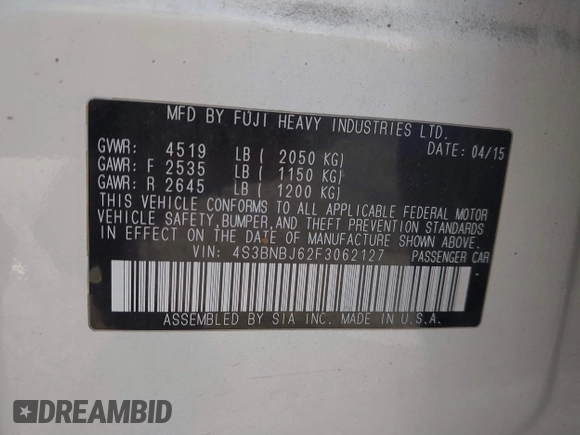 MFD BY FUJI HEAVY INDUSTRIES LTD.
GVWR: 4519 LB ( 2050 KG) DATE: 04/15
GAWR: F 2535 LB ( 1150 KG)
GAWR: R 2645 LB ( 1200 KG)
THIS VEHICLE CONFORMS TO ALL APPLICABLE FEDERAL MOTOR
VEHICLE SAFETY, BUMPER, AND THEFT PREVENTION STANDARDS
IN EFFECT ON THE DATE OF MANUFACTURE SHOWN ABOVE.
VIN: 4S3BNBJ62F3062127 PASSENGER CAR
ASSEMBLED BY SIA INC. MADE IN U.S.A.
DREAMBID